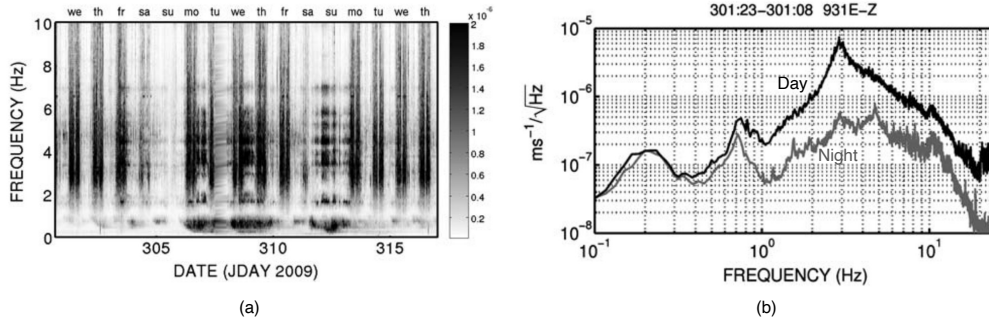 we th fr sa su mo tu we th fr sa su mo tu we th
x 10⁻⁶
FREQUENCY (Hz)
10
8
6
4
2
0
2
1.8
1.6
1.4
1.2
1
0.8
0.6
0.4
0.2
305 310 315
DATE (JDAY 2009)
(a)
301:23-301:08 931E-Z
ms⁻¹/√Hz
10⁻⁵
10⁻⁶
10⁻⁷
10⁻⁸
Day
Night
10⁻¹ 10⁰ 10¹
FREQUENCY (Hz)
(b)